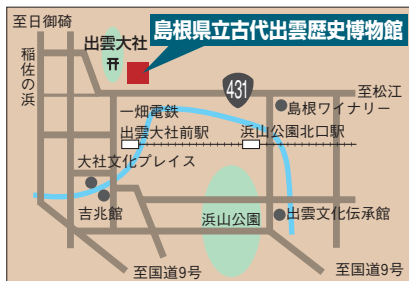 至日御碕
島根県立古代出雲歴史博物館
出雲大社
稲佐の浜
431
至松江
一畑電鉄
島根ワイナリー
出雲大社前駅
浜山公園北口駅
大社文化プレイス
吉兆館
浜山公園
出雲文化伝承館
至国道9号
至国道9号